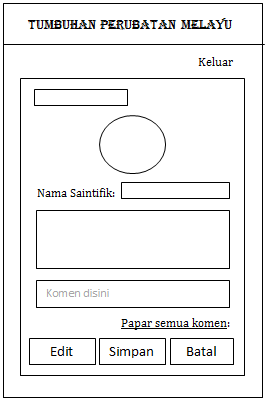 TUMBUHAN PERUBATAN MELAYU
Keluar
Nama Saintifik:
Komen disini
Papar semua komen:
Edit Simpan Batal